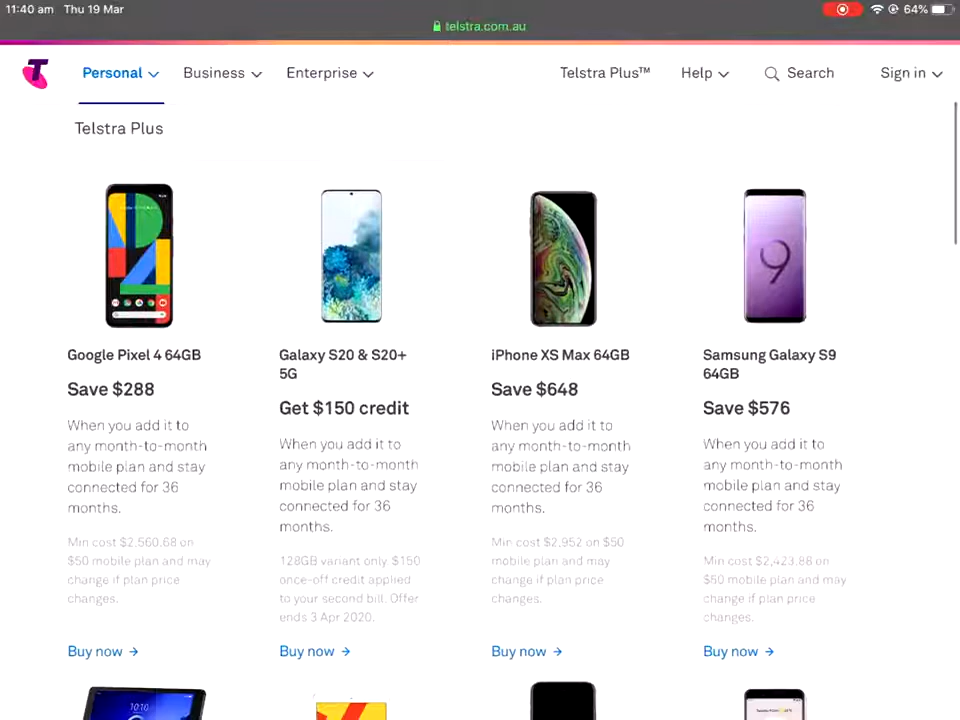 11:40 am Thu 19 Mar
64%
telstra.com.au
Personal Business Enterprise Telstra Plus™ Help Search Sign in
Telstra Plus
Google Pixel 4 64GB
Save $288
When you add it to
any month-to-month
mobile plan and stay
connected for 36
months.
Min cost $2,560.68 on
$50 mobile plan and may
change if plan price
changes.
Buy now →
Galaxy S20 & S20+
5G
Get $150 credit
When you add it to
any month-to-month
mobile plan and stay
connected for 36
months.
128GB variant only. $150
once-off credit applied
to your second bill. Offer
ends 3 Apr 2020.
Buy now →
iPhone XS Max 64GB
Save $648
When you add it to
any month-to-month
mobile plan and stay
connected for 36
months.
Min cost $2,952 on $50
mobile plan and may
change if plan price
changes.
Buy now →
9
Samsung Galaxy S9
64GB
Save $576
When you add it to
any month-to-month
mobile plan and stay
connected for 36
months.
Min cost $2,423.88 on
$50 mobile plan and may
change if plan price
changes.
Buy now →
10:10